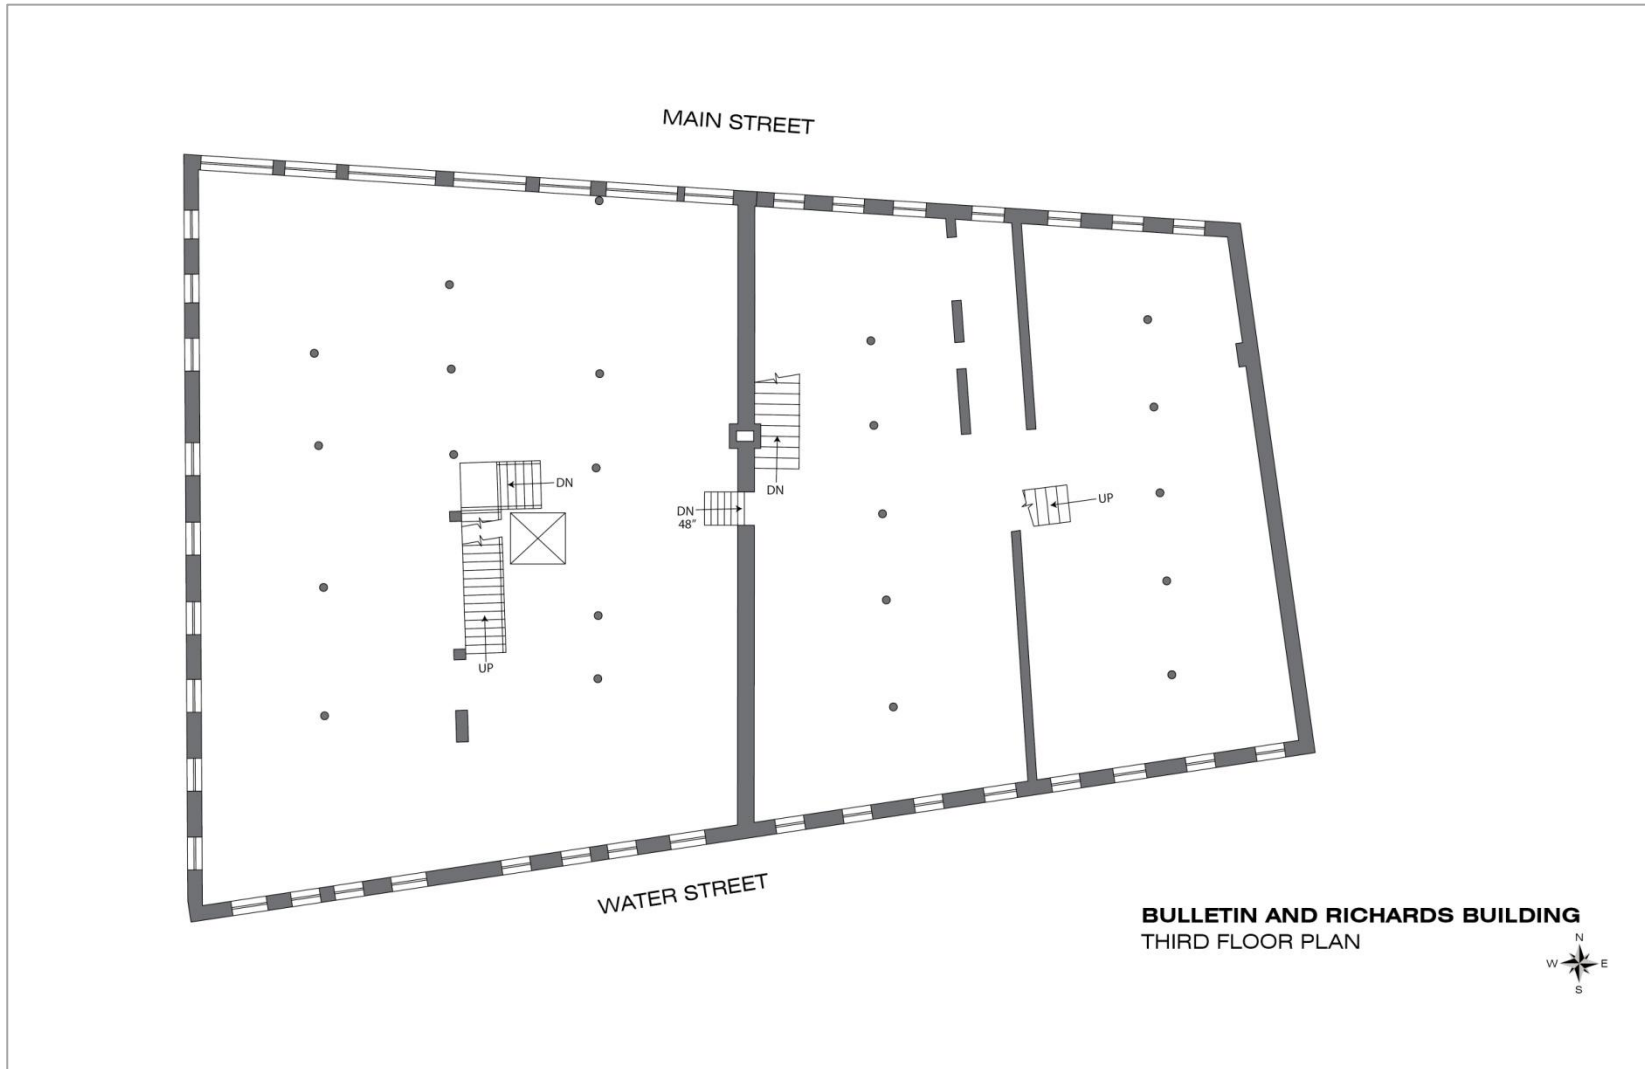 MAIN STREET
DN
DN
48"
DN
UP
UP
WATER STREET
BULLETIN AND RICHARDS BUILDING
THIRD FLOOR PLAN
N
W E
S